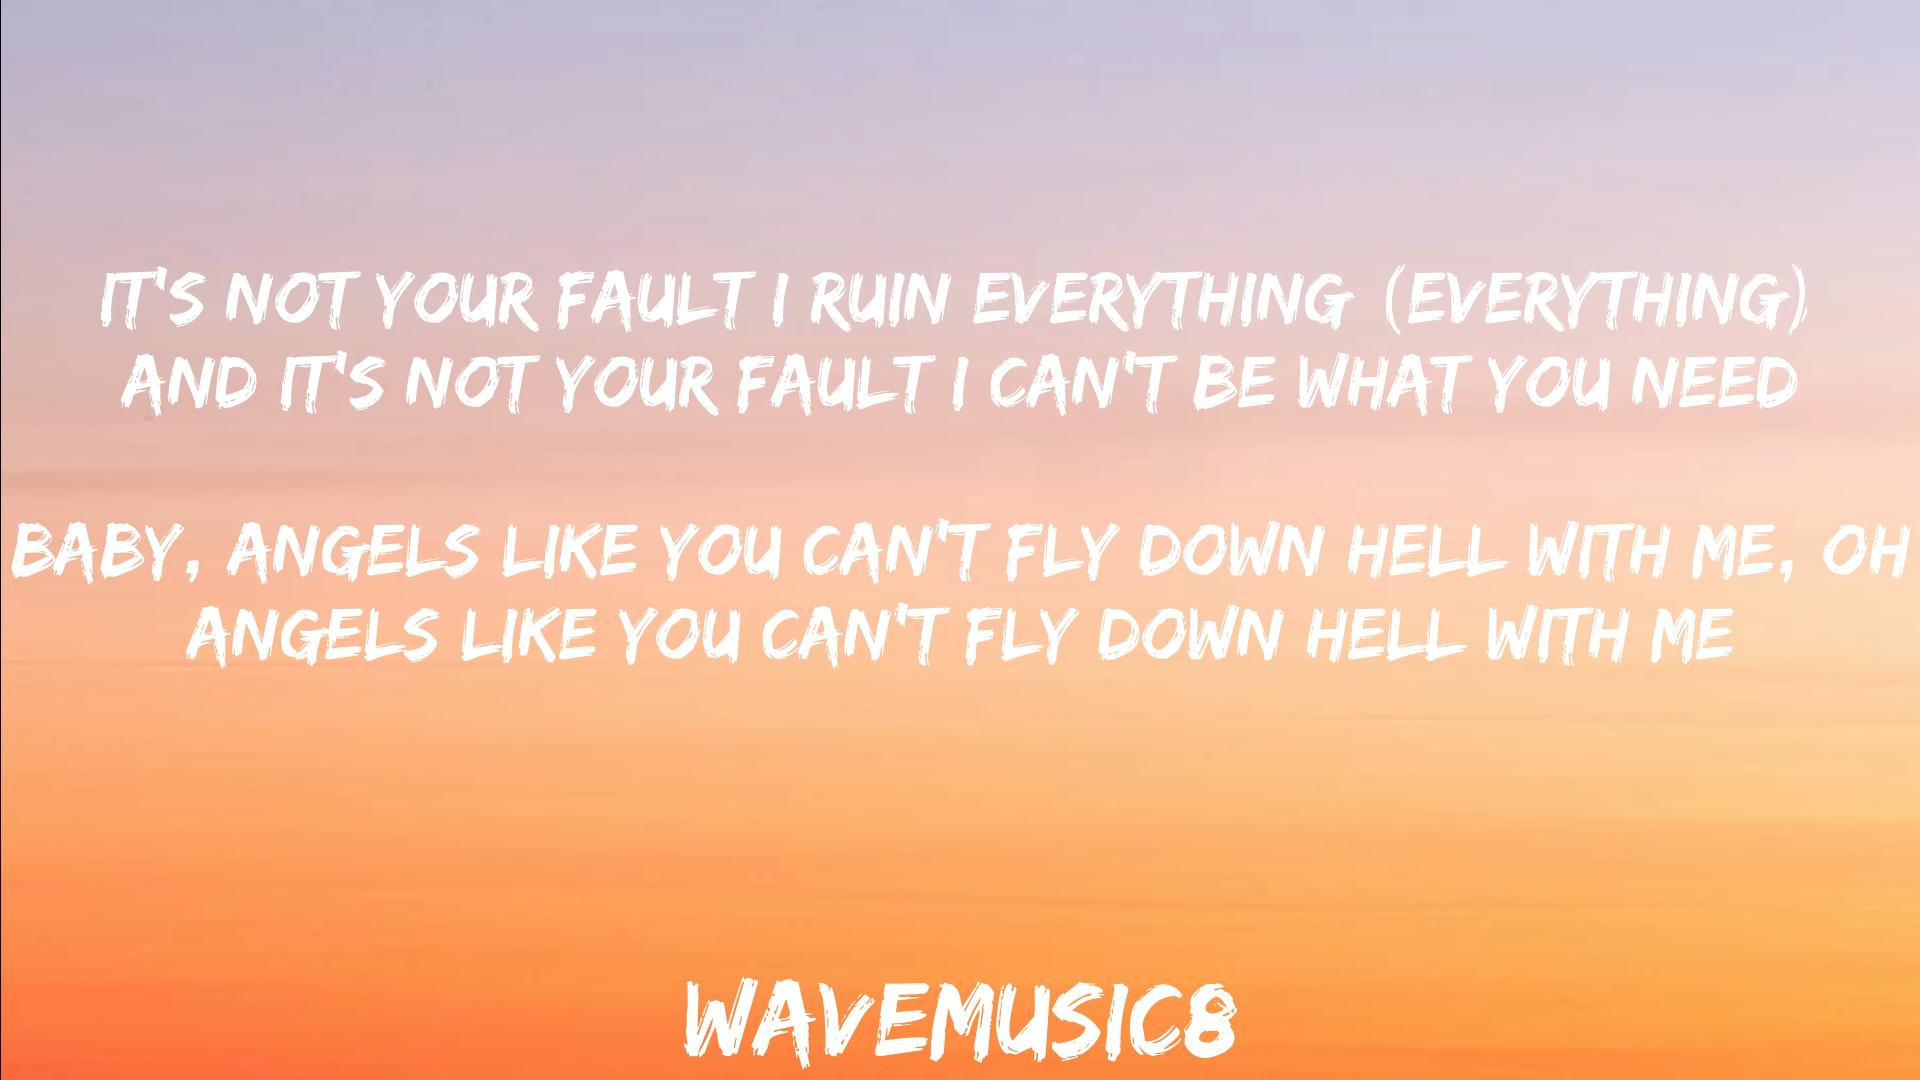 IT'S NOT YOUR FAULT I RUIN EVERYTHING (EVERYTHING)
AND IT'S NOT YOUR FAULT I CAN'T BE WHAT YOU NEED
BABY, ANGELS LIKE YOU CAN'T FLY DOWN HELL WITH ME, OH
ANGELS LIKE YOU CAN'T FLY DOWN HELL WITH ME
WAVEMUSIC8